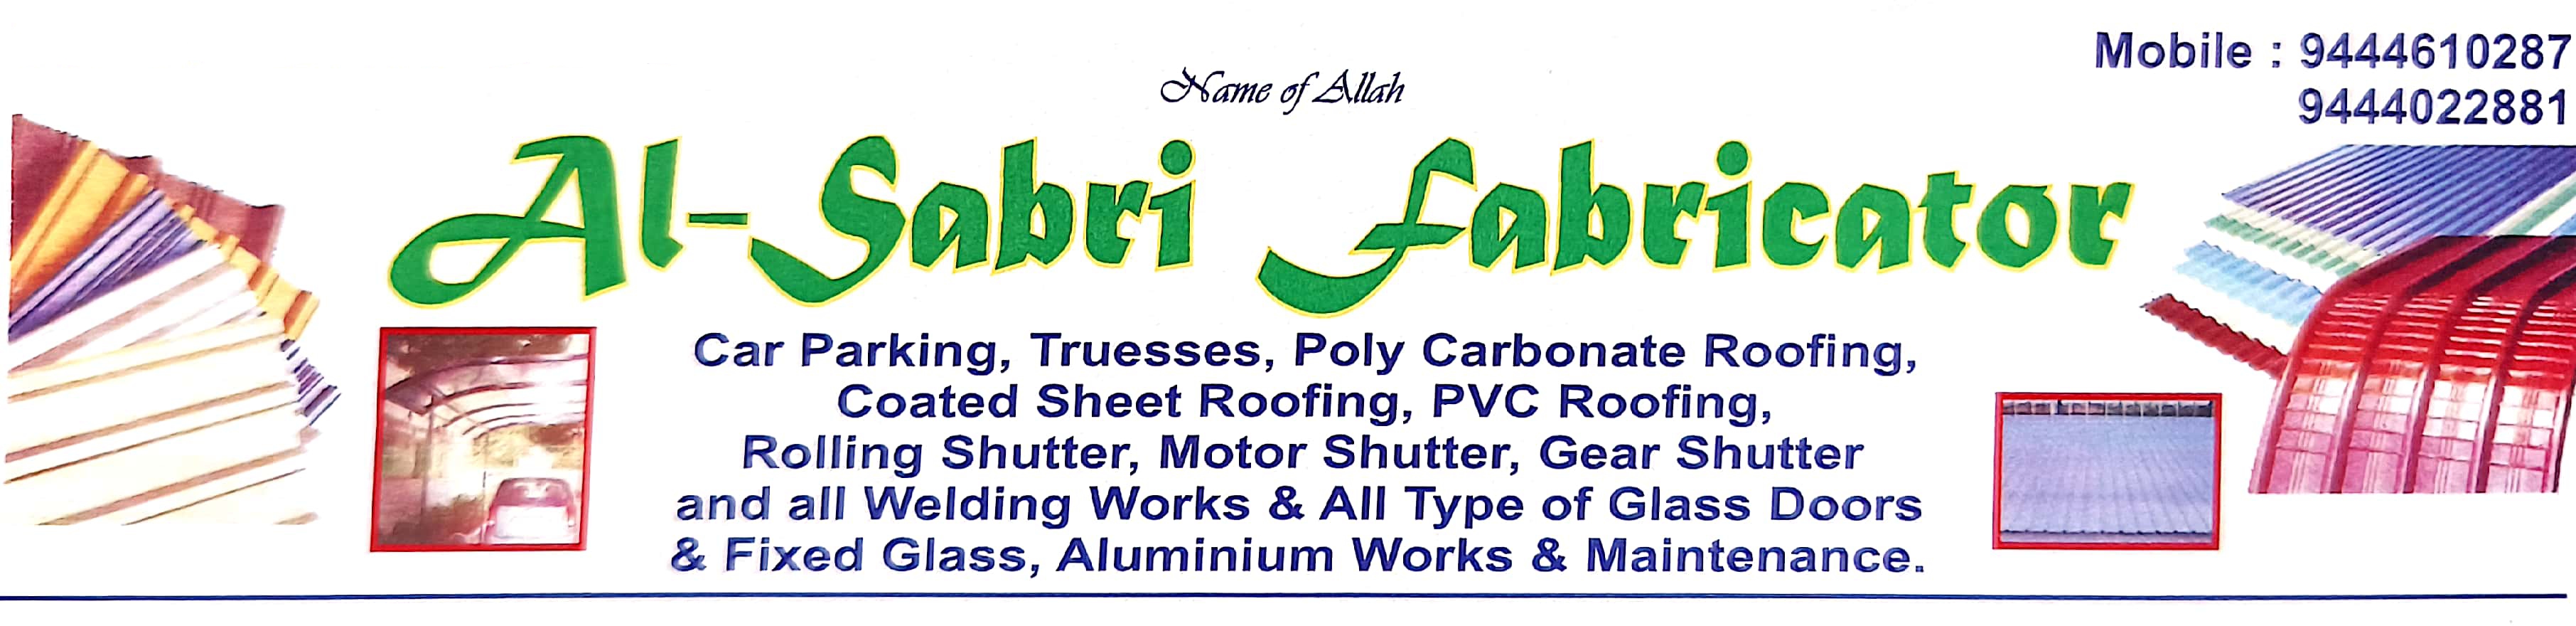 Mobile : 9444610287
9444022881
Name of Allah
Al-Sabri Fabricator
Car Parking, Truesses, Poly Carbonate Roofing,
Coated Sheet Roofing, PVC Roofing,
Rolling Shutter, Motor Shutter, Gear Shutter
and all Welding Works & All Type of Glass Doors
& Fixed Glass, Aluminium Works & Maintenance.